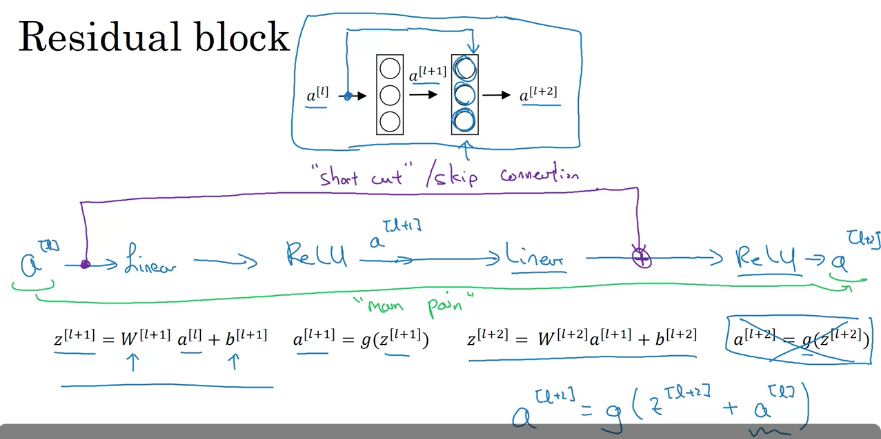 Residual block
a^[l] a^[l+1] a^[l+2]
"short cut" / skip connection
a^[l] → Linear → ReLU a^[l+1] → Linear → ReLU → a^[l+2]
"main path"
z^[l+1] = W^[l+1] a^[l] + b^[l+1] a^[l+1] = g(z^[l+1]) z^[l+2] = W^[l+2] a^[l+1] + b^[l+2] a^[l+2] = g(z^[l+2])
a^[l+2] = g(z^[l+2] + a^[l])